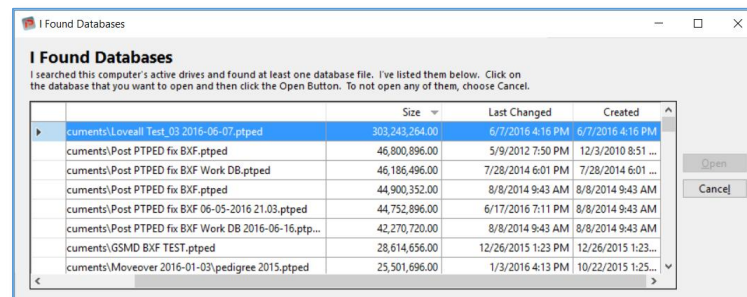 I Found Databases
I Found Databases
I searched this computer's active drives and found at least one database file. I've listed them below. Click on
the database that you want to open and then click the Open Button. To not open any of them, choose Cancel.
Size Last Changed Created
cuments\Loveall Test_03 2016-06-07.ptped 303,243,264.00 6/7/2016 4:16 PM 6/7/2016 4:16 PM
cuments\Post PTPED fix BXF.ptped 46,800,896.00 5/9/2012 7:50 PM 12/3/2010 8:51 ...
cuments\Post PTPED fix BXF Work DB.ptped 46,186,496.00 7/28/2014 6:01 PM 7/28/2014 6:01 ...
cuments\Post PTPED fix BXF.ptped 44,900,352.00 8/8/2014 9:43 AM 8/8/2014 9:43 AM
cuments\Post PTPED fix BXF 06-05-2016 21.03.ptped 44,752,896.00 6/17/2016 7:11 PM 8/8/2014 9:43 AM
cuments\Post PTPED fix BXF Work DB 2016-06-16.ptp... 42,270,720.00 8/8/2014 9:43 AM 8/8/2014 9:43 AM
cuments\GSMD BXF TEST.ptped 28,614,656.00 12/26/2015 1:23 PM 12/26/2015 1:23...
cuments\Moveover 2016-01-03\pedigree 2015.ptped 25,501,696.00 1/3/2016 4:13 PM 10/22/2015 1:25...
Open
Cancel